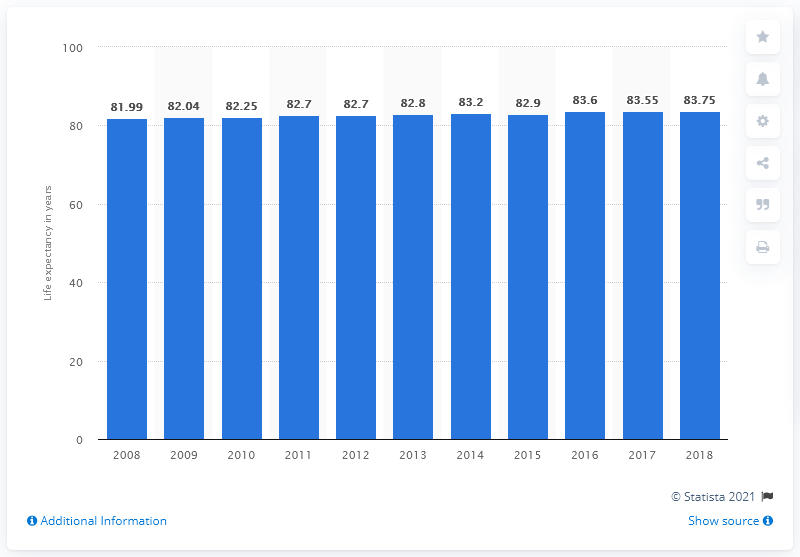 100
80
60
40
20
0
Life expectancy in years
81.99 82.04 82.25 82.7 82.7 82.8 83.2 82.9 83.6 83.55 83.75
2008 2009 2010 2011 2012 2013 2014 2015 2016 2017 2018
© Statista 2021
Additional Information
Show source